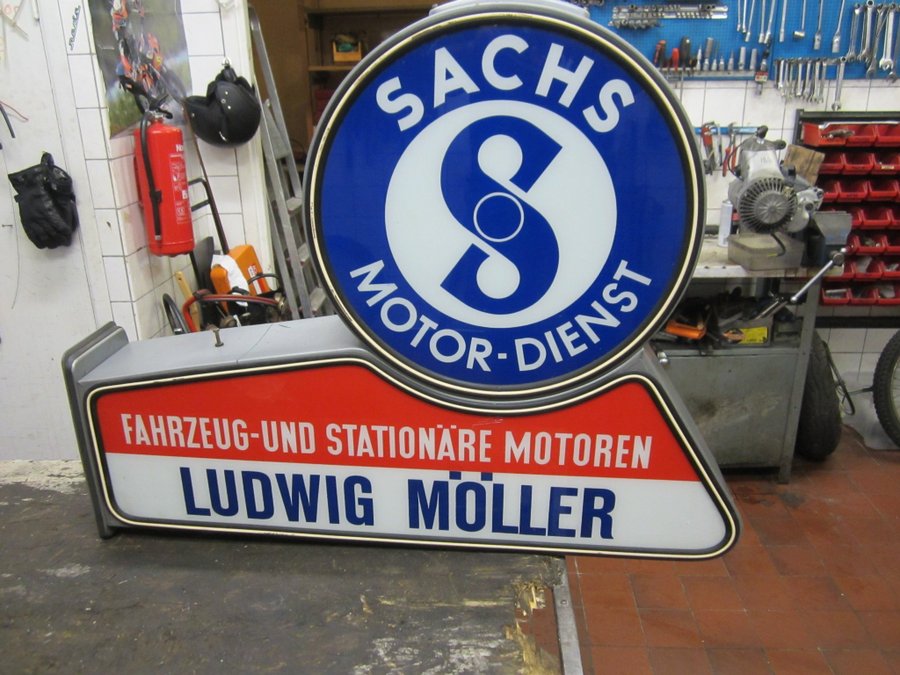 SACHS
S
MOTOR-DIENST
FAHRZEUG-UND STATIONÄRE MOTOREN
LUDWIG MÖLLER